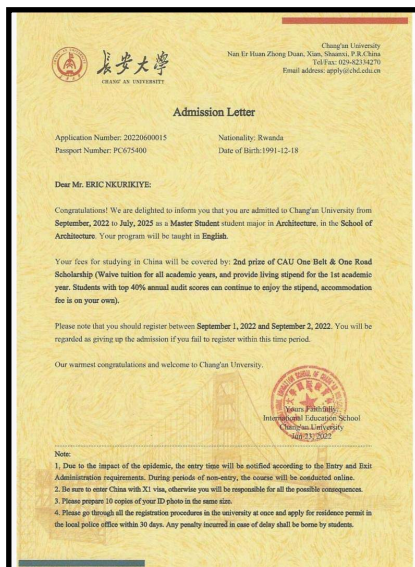 長安大學
CHANG'AN UNIVERSITY
Chang'an University
Nan Er Huan Zhong Duan, Xian, Shaanxi, P.R.China
Tel/Fax: 029-82334270
Email address: apply@chd.edu.cn
Admission Letter
Application Number: 20220600015 Nationality: Rwanda
Passport Number: PC675400 Date of Birth:1991-12-18
Dear Mr. ERIC NKURIKIYE:
Congratulations! We are delighted to inform you that you are admitted to Chang'an University from
September, 2022 to July, 2025 as a Master Student student major in Architecture, in the School of
Architecture. Your program will be taught in English.
Your fees for studying in China will be covered by: 2nd prize of CAU One Belt & One Road
Scholarship (Waive tuition for all academic years, and provide living stipend for the 1st academic
year. Students with top 40% annual audit scores can continue to enjoy the stipend, accommodation
fee is on your own).
Please note that you should register between September 1, 2022 and September 2, 2022. You will be
regarded as giving up the admission if you fail to register within this time period.
Our warmest congratulations and welcome to Chang'an Unversity.
Yours Faithfully
International Education School
Chang'an University
Jun 23, 2022
Note:
1, Due to the impact of the epidemic, the entry time will be notified according to the Entry and Exit
Administration requirements. During periods of non-entry, the course will be conducted online.
2. Be sure to enter China with X1 visa, otherwise you will be responsible for all the possible consequences.
3. Please prepare 10 copies of your ID photo in the same size.
4. Please go through all the registration procedures in the university at once and apply for residence permit in
the local police office within 30 days. Any penalty incurred in case of delay shall be borne by students.